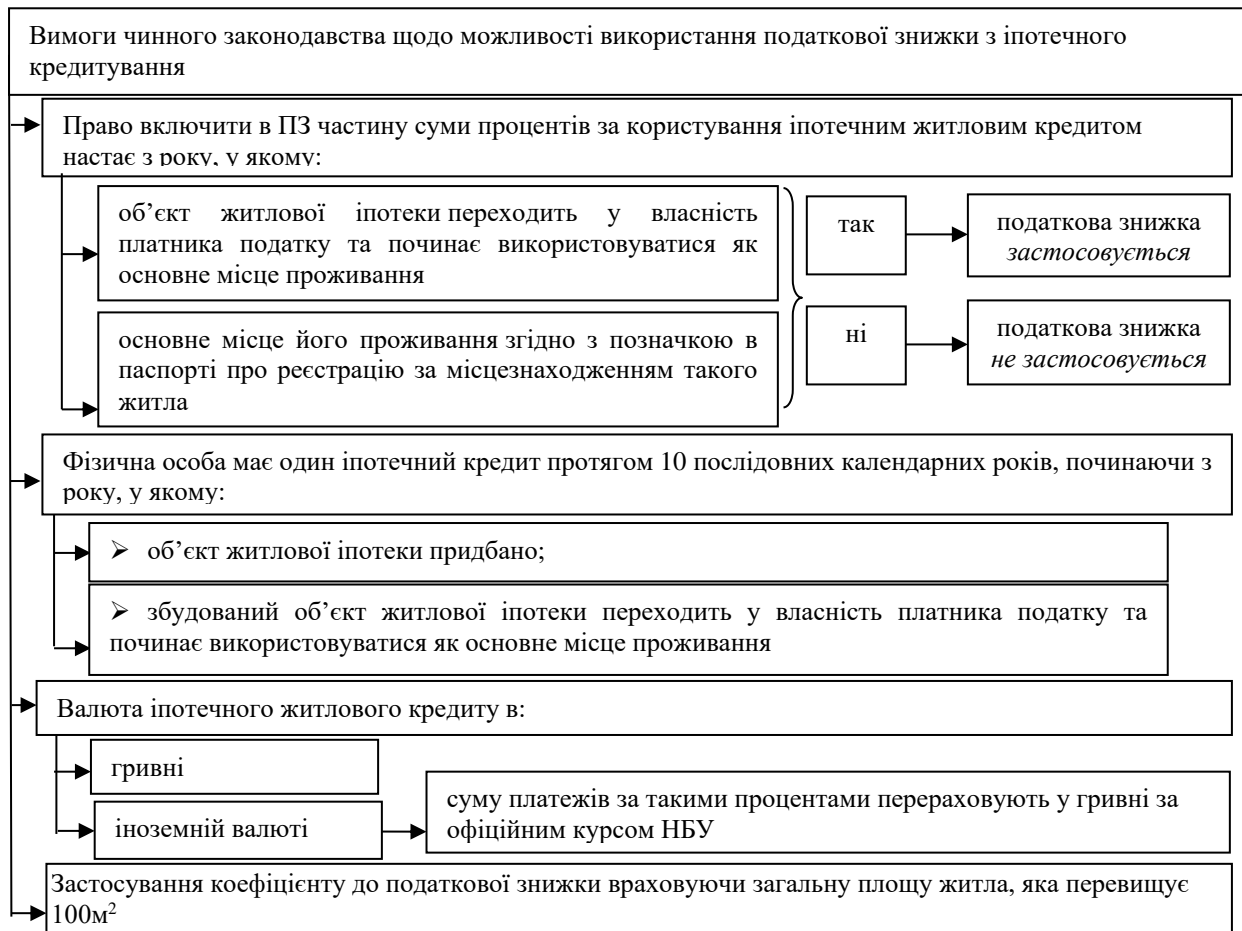 Вимоги чинного законодавства щодо можливості використання податкової знижки з іпотечного
кредитування
Право включити в ПЗ частину суми процентів за користування іпотечним житловим кредитом
настає з року, у якому:
об’єкт житлової іпотеки переходить у власність
платника податку та починає використовуватися як
основне місце проживання
так
податкова знижка
застосовується
основне місце його проживання згідно з позначкою в
паспорті про реєстрацію за місцезнаходженням такого
житла
ні
податкова знижка
не застосовується
Фізична особа має один іпотечний кредит протягом 10 послідовних календарних років, починаючи з
року, у якому:
➢ об’єкт житлової іпотеки придбано;
➢ збудований об’єкт житлової іпотеки переходить у власність платника податку та
починає використовуватися як основне місце проживання
Валюта іпотечного житлового кредиту в:
гривні
іноземній валюті
суму платежів за такими процентами перераховують у гривні за
офіційним курсом НБУ
Застосування коефіцієнту до податкової знижки враховуючи загальну площу житла, яка перевищує
100м²